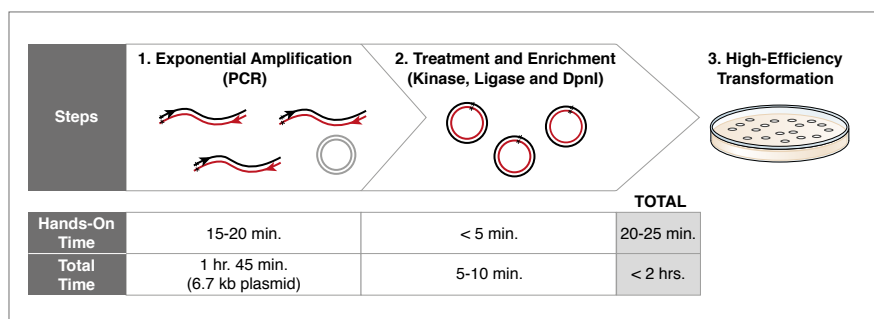 Steps
1. Exponential Amplification
(PCR)
2. Treatment and Enrichment
(Kinase, Ligase and DpnI)
3. High-Efficiency
Transformation
TOTAL
Hands-On
Time
15-20 min.
< 5 min.
20-25 min.
Total
Time
1 hr. 45 min.
(6.7 kb plasmid)
5-10 min.
< 2 hrs.